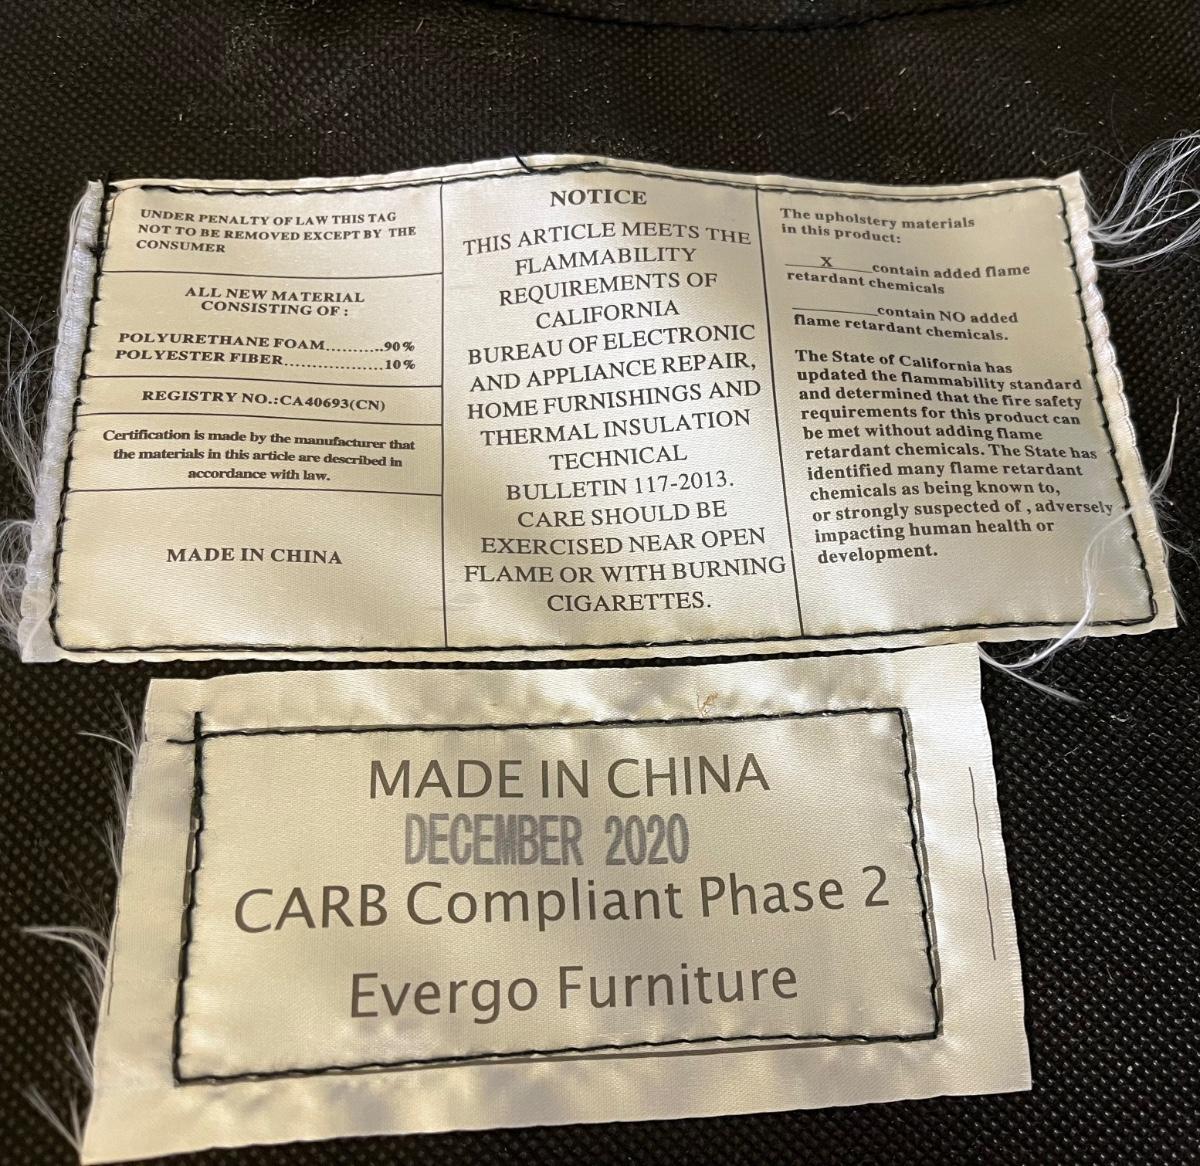 UNDER PENALTY OF LAW THIS TAG
NOT TO BE REMOVED EXCEPT BY THE
CONSUMER
ALL NEW MATERIAL
CONSISTING OF :
POLYURETHANE FOAM..........90%
POLYESTER FIBER..................10%
REGISTRY NO.:CA40693(CN)
Certification is made by the manufacturer that
the materials in this article are described in
accordance with law.
MADE IN CHINA
NOTICE
THIS ARTICLE MEETS THE
FLAMMABILITY
REQUIREMENTS OF
CALIFORNIA
BUREAU OF ELECTRONIC
AND APPLIANCE REPAIR,
HOME FURNISHINGS AND
THERMAL INSULATION
TECHNICAL
BULLETIN 117-2013.
CARE SHOULD BE
EXERCISED NEAR OPEN
FLAME OR WITH BURNING
CIGARETTES.
The upholstery materials
in this product:
_____X_____contain added flame
retardant chemicals
___________contain NO added
flame retardant chemicals.
The State of California has
updated the flammability standard
and determined that the fire safety
requirements for this product can
be met without adding flame
retardant chemicals. The State has
identified many flame retardant
chemicals as being known to,
or strongly suspected of , adversely
impacting human health or
development.
MADE IN CHINA
DECEMBER 2020
CARB Compliant Phase 2
Evergo Furniture